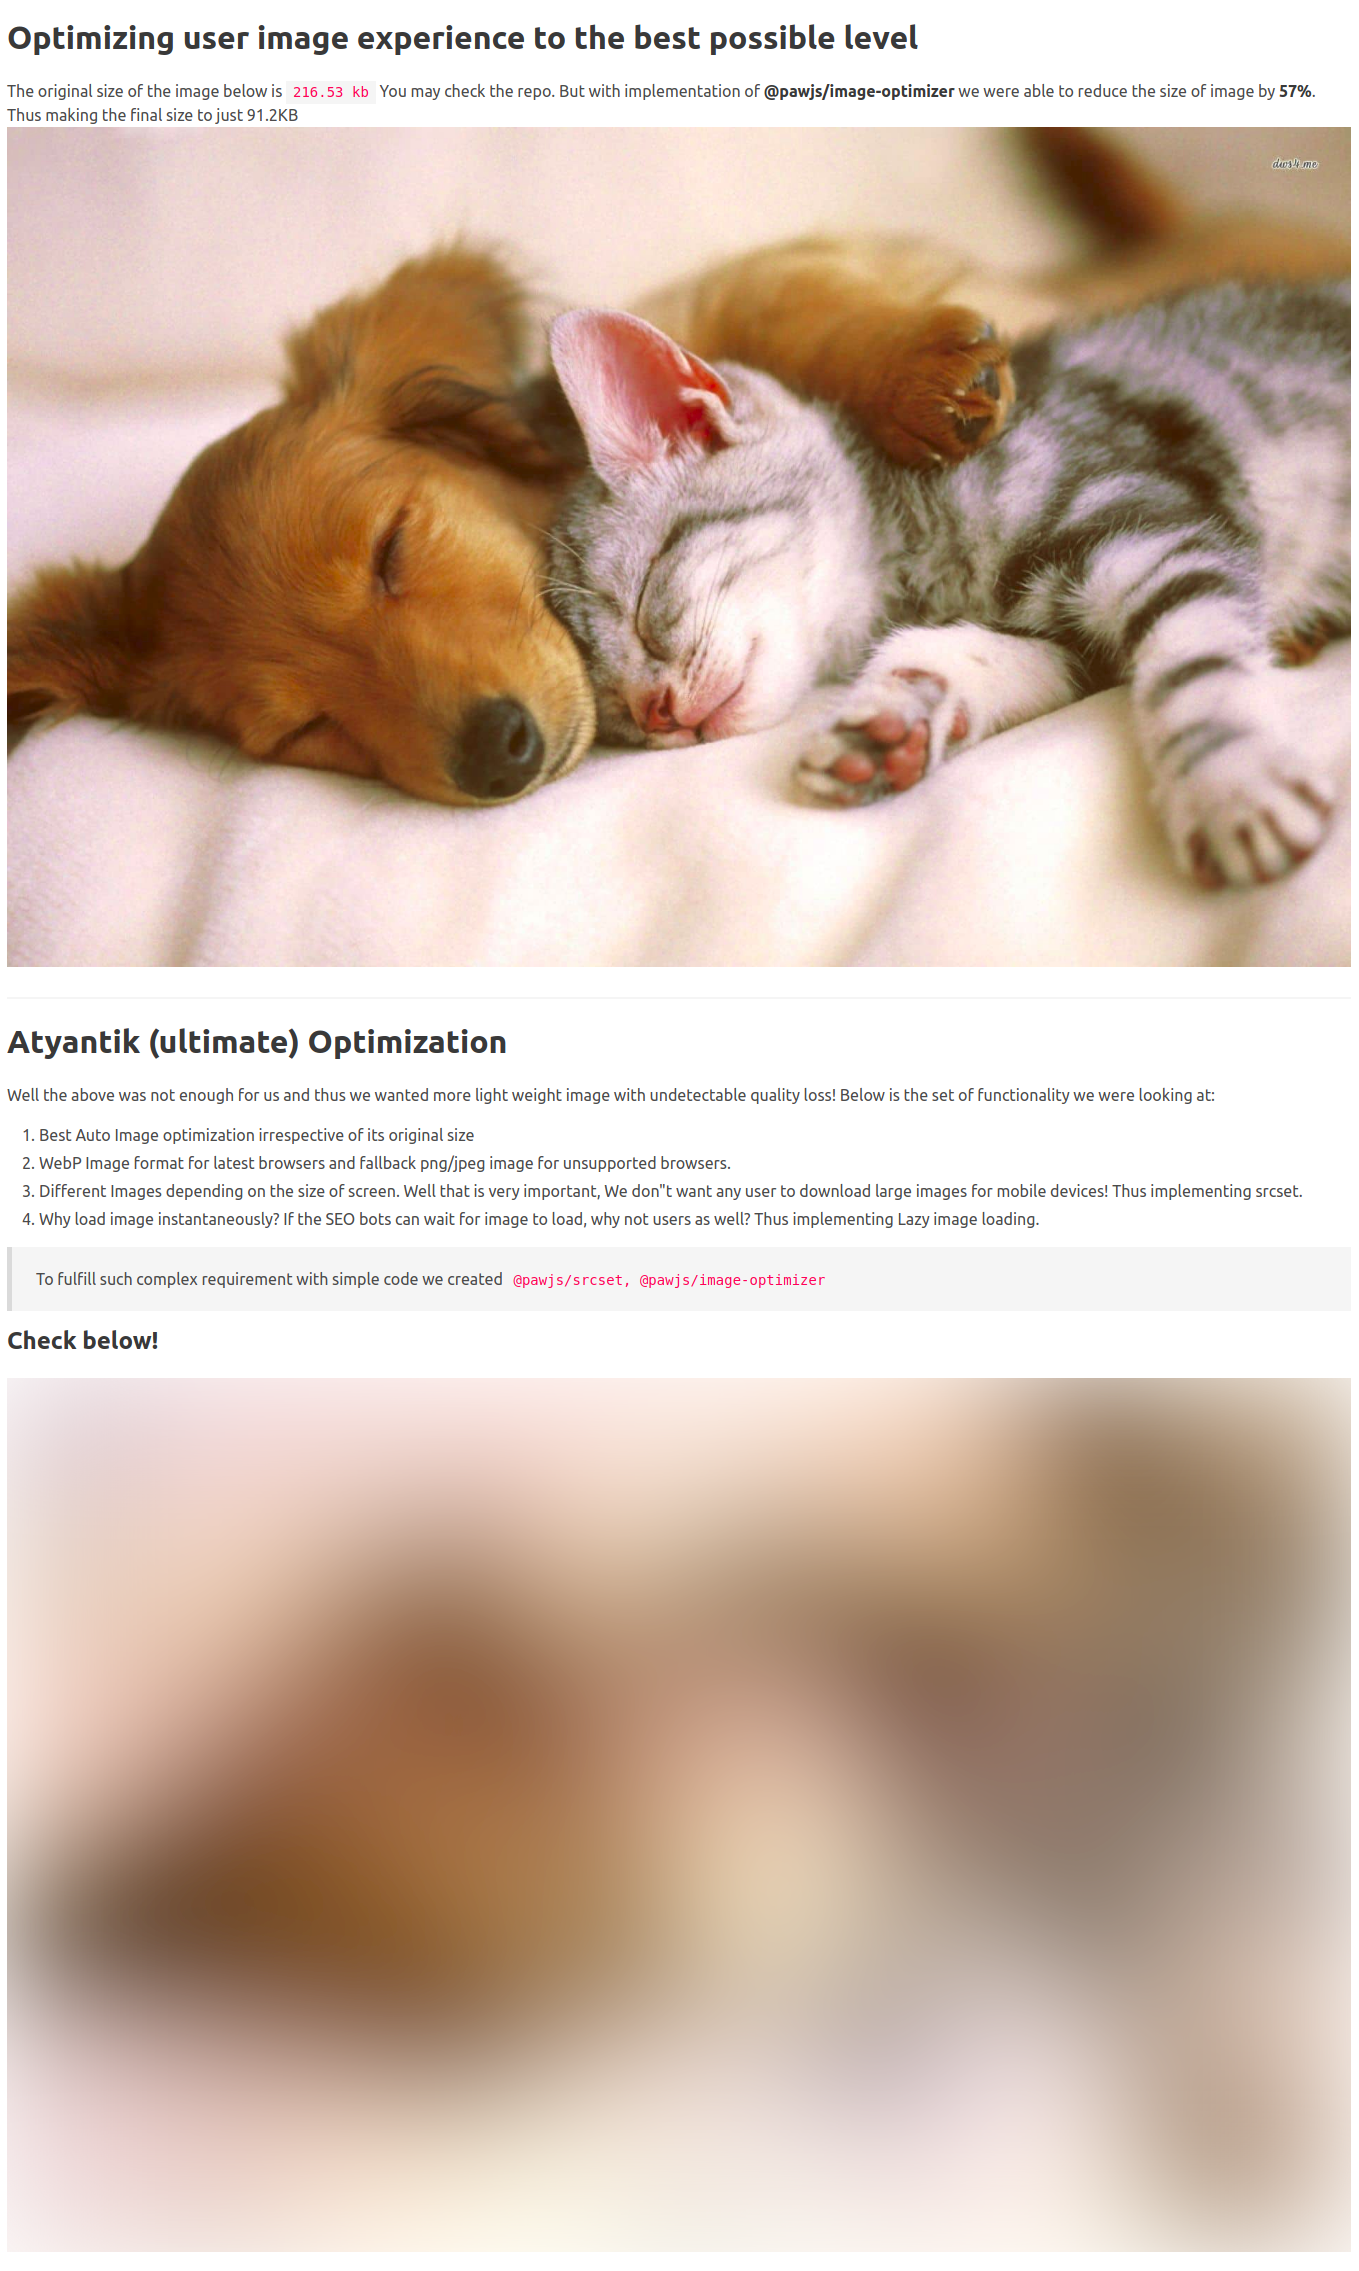 Optimizing user image experience to the best possible level
The original size of the image below is 216.53 kb You may check the repo. But with implementation of @pawjs/image-optimizer we were able to reduce the size of image by 57%.
Thus making the final size to just 91.2KB
dws4.me
Atyantik (ultimate) Optimization
Well the above was not enough for us and thus we wanted more light weight image with undetectable quality loss! Below is the set of functionality we were looking at:
1. Best Auto Image optimization irrespective of its original size
2. WebP Image format for latest browsers and fallback png/jpeg image for unsupported browsers.
3. Different Images depending on the size of screen. Well that is very important, We don"t want any user to download large images for mobile devices! Thus implementing srcset.
4. Why load image instantaneously? If the SEO bots can wait for image to load, why not users as well? Thus implementing Lazy image loading.
To fulfill such complex requirement with simple code we created @pawjs/srcset, @pawjs/image-optimizer
Check below!